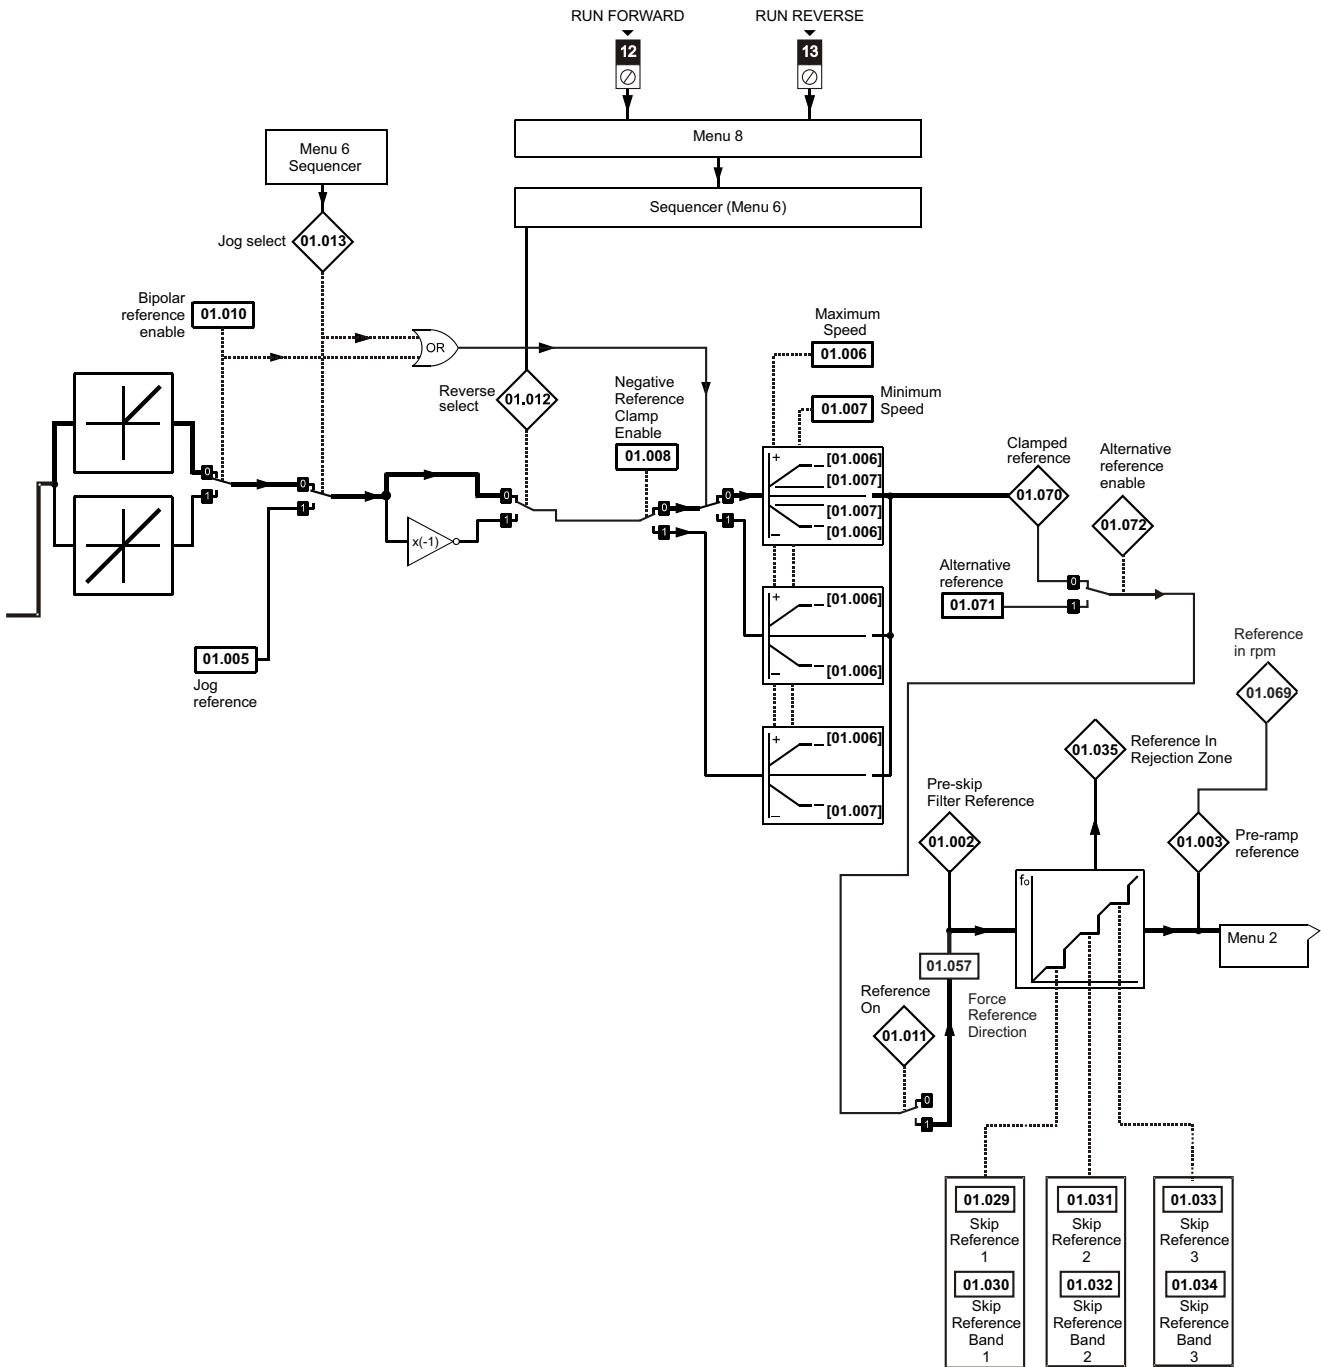 RUN FORWARD
RUN REVERSE
12
13
Menu 8
Menu 6
Sequencer
Sequencer (Menu 6)
Jog select
01.013
Bipolar
reference
enable
01.010
OR
Reverse
select
01.012
Negative
Reference
Clamp
Enable
01.008
Maximum
Speed
01.006
01.007
Minimum
Speed
0
1
0
1
x(-1)
0
1
0
1
0
1
+
[01.006]
[01.007]
[01.007]
–
[01.006]
+
[01.006]
–
[01.006]
+
[01.006]
–
[01.007]
Clamped
reference
01.070
Alternative
reference
enable
01.072
Alternative
reference
01.071
0
1
01.005
Jog
reference
Reference
in rpm
01.069
01.035
Reference In
Rejection Zone
Pre-skip
Filter Reference
01.002
01.003
Pre-ramp
reference
fo
Menu 2
01.057
Force
Reference
Direction
Reference
On
01.011
0
1
01.029
Skip
Reference
1
01.030
Skip
Reference
Band
1
01.031
Skip
Reference
2
01.032
Skip
Reference
Band
2
01.033
Skip
Reference
3
01.034
Skip
Reference
Band
3